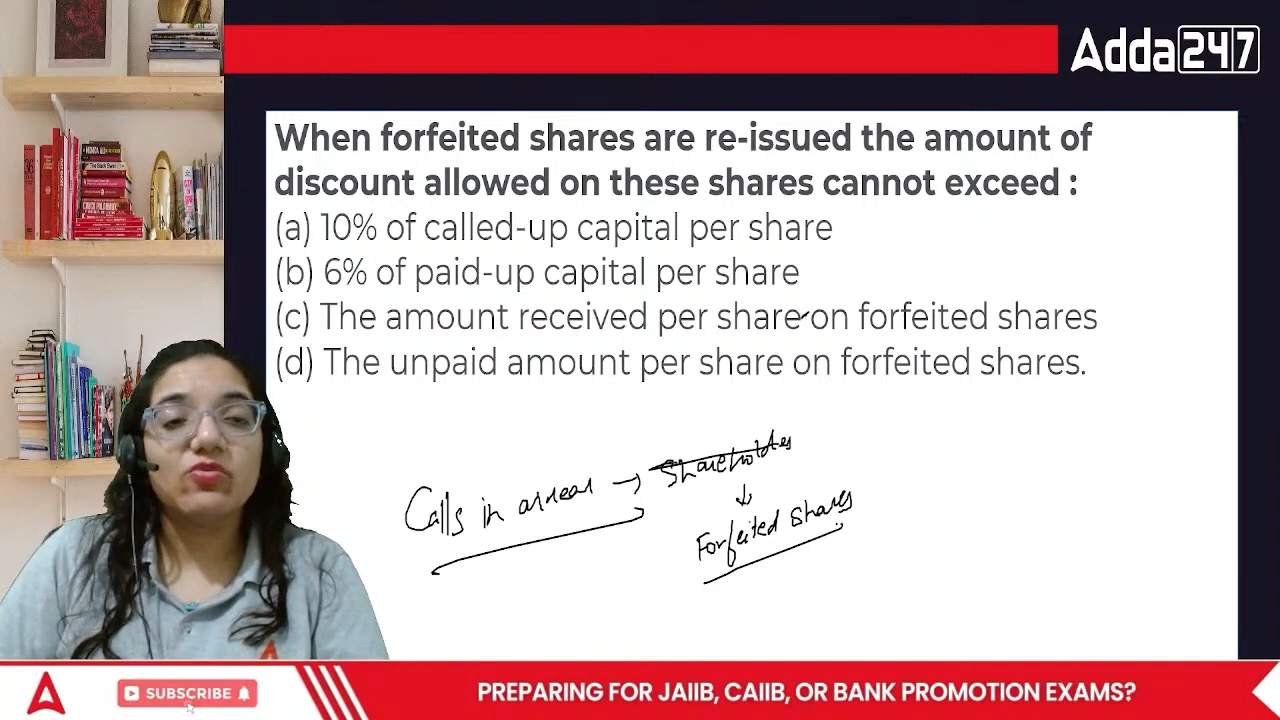 Adda247
When forfeited shares are re-issued the amount of
discount allowed on these shares cannot exceed :
(a) 10% of called-up capital per share
(b) 6% of paid-up capital per share
(c) The amount received per share on forfeited shares
(d) The unpaid amount per share on forfeited shares.
Calls in arrear → Shareholders
↓
Forfeited shares
SUBSCRIBE
PREPARING FOR JAIIB, CAIIB, OR BANK PROMOTION EXAMS?